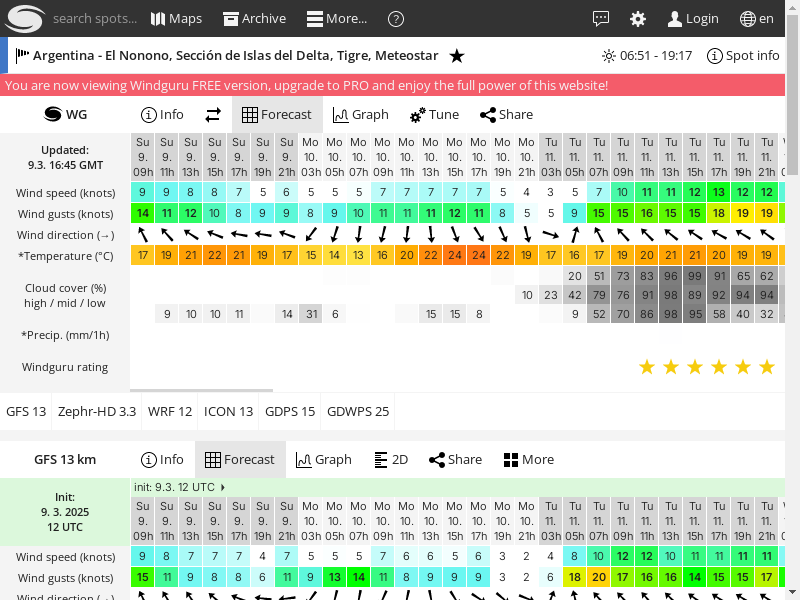 search spots... Maps Archive More... ? Login en
Argentina - El Nonono, Sección de Islas del Delta, Tigre, Meteostar ★ 06:51 - 19:17 Spot info
You are now viewing Windguru FREE version, upgrade to PRO and enjoy the full power of this website!
WG Info Forecast Graph Tune Share
Updated:
9.3. 16:45 GMT
Su Su Su Su Su Su Su Mo Mo Mo Mo Mo Mo Mo Mo Mo Mo Tu Tu Tu Tu Tu Tu Tu Tu Tu Tu
9. 9. 9. 9. 9. 9. 9. 10. 10. 10. 10. 10. 10. 10. 10. 10. 10. 11. 11. 11. 11. 11. 11. 11. 11. 11. 11.
09h 11h 13h 15h 17h 19h 21h 03h 05h 07h 09h 11h 13h 15h 17h 19h 21h 03h 05h 07h 09h 11h 13h 15h 17h 19h 21h
Wind speed (knots) 9 9 8 8 7 5 6 5 5 5 7 7 7 7 7 5 4 3 5 7 10 11 11 12 13 12 12
Wind gusts (knots) 14 11 12 10 8 9 9 8 9 10 11 11 11 12 11 8 5 5 9 15 15 16 15 15 18 19 19
Wind direction (→)
*Temperature (°C) 17 19 21 22 21 19 17 15 14 13 16 20 22 24 24 22 19 17 16 17 19 20 21 21 20 19 19
20 51 73 83 96 99 91 65 62
Cloud cover (%)
high / mid / low
10 23 42 79 76 91 98 89 92 94 94
9 10 10 11 14 31 6 15 15 8 9 52 70 86 98 95 58 40 32
*Precip. (mm/1h)
Windguru rating ★ ★ ★ ★ ★ ★
GFS 13 Zephr-HD 3.3 WRF 12 ICON 13 GDPS 15 GDWPS 25
GFS 13 km Info Forecast Graph 2D Share More
init: 9.3. 12 UTC
Init:
9. 3. 2025
12 UTC
Su Su Su Su Su Su Su Mo Mo Mo Mo Mo Mo Mo Mo Mo Mo Tu Tu Tu Tu Tu Tu Tu Tu Tu Tu
9. 9. 9. 9. 9. 9. 9. 10. 10. 10. 10. 10. 10. 10. 10. 10. 10. 11. 11. 11. 11. 11. 11. 11. 11. 11. 11.
09h 11h 13h 15h 17h 19h 21h 03h 05h 07h 09h 11h 13h 15h 17h 19h 21h 03h 05h 07h 09h 11h 13h 15h 17h 19h 21h
Wind speed (knots) 9 8 7 7 7 4 7 5 5 5 7 6 6 5 6 3 2 4 8 10 12 12 10 11 11 11 11
Wind gusts (knots) 15 11 9 8 8 6 11 9 13 14 11 8 9 9 9 3 2 6 18 20 17 16 16 14 15 15 17
Wind direction (→)